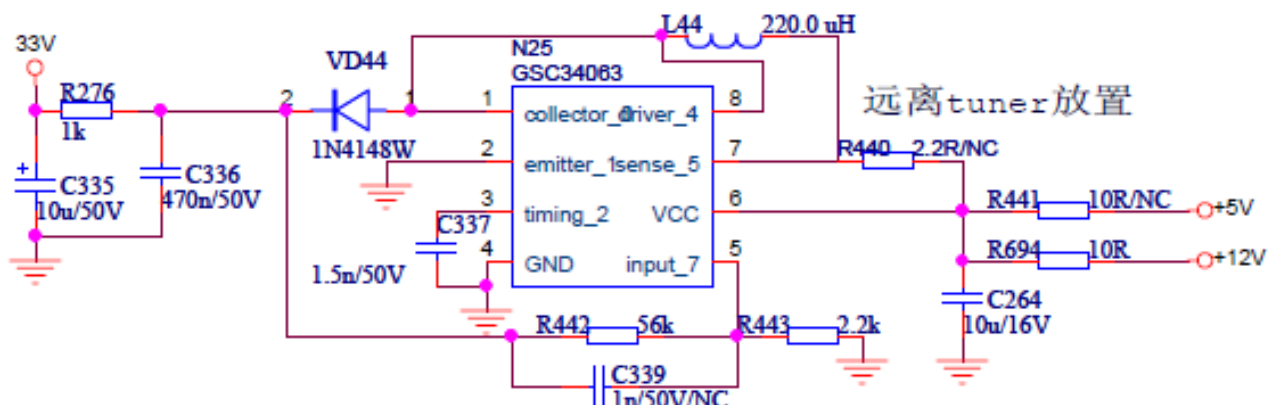 L44 220.0 uH
33V
N25
VD44
GSC34063
R276
2 1 1 8
远离tuner放置
collector_driver_4
1k
1N4148W
2 7
R440 2.2R/NC
emitter_1sense_5
C336
+
C335
470n/50V
10u/50V
3 6
R441 10R/NC
timing_2 VCC
+5V
C337
4 5
R694 10R
GND input_7
+12V
1.5n/50V
C264
10u/16V
R442 56k R443 2.2k
C339
1n/50V/NC